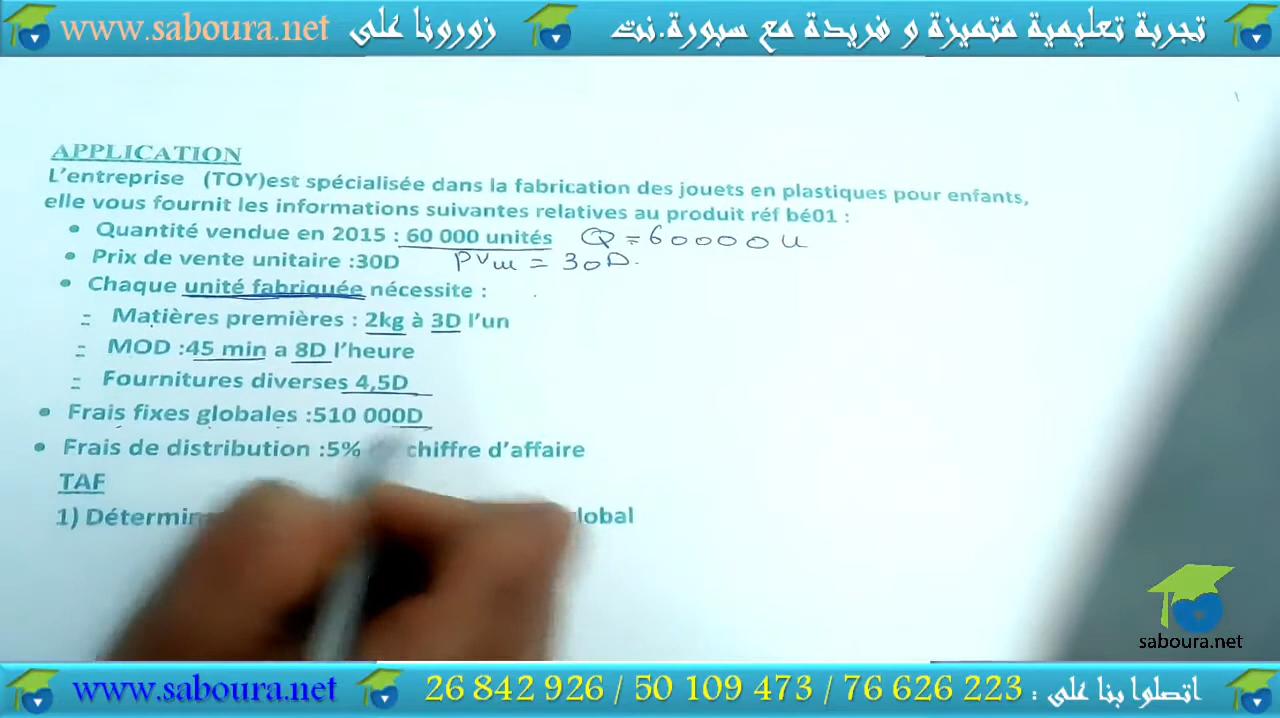 www.saboura.net زورونا على تجربة تعليمية متميزة و فريدة مع سبورة.نت
APPLICATION
L'entreprise (TOY)est spécialisée dans la fabrication des jouets en plastiques pour enfants,
elle vous fournit les informations suivantes relatives au produit réf bé01 :
• Quantité vendue en 2015 : 60 000 unités Q = 60000 u
• Prix de vente unitaire :30D PVu = 30D.
• Chaque unité fabriquée nécessite :
- Matières premières : 2kg à 3D l'un
- MOD :45 min a 8D l'heure
- Fournitures diverses 4,5D
• Frais fixes globales :510 000D
• Frais de distribution :5% chiffre d'affaire
TAF
1) Détermin
saboura.net
www.saboura.net 26 842 926 / 50 109 473 / 76 626 223 : اتصلوا بنا على